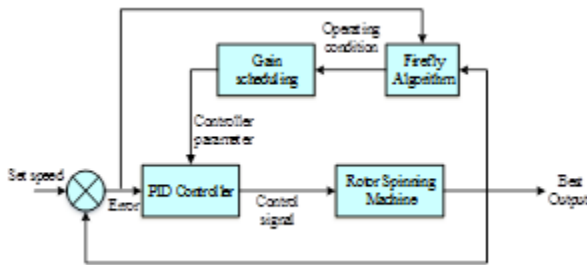 Operating
condition
Gain
scheduling
Firefly
Algorithm
Controller
parameter
Set speed
Error
PID Controller
Control
signal
Rotor Spinning
Machine
Best
Output